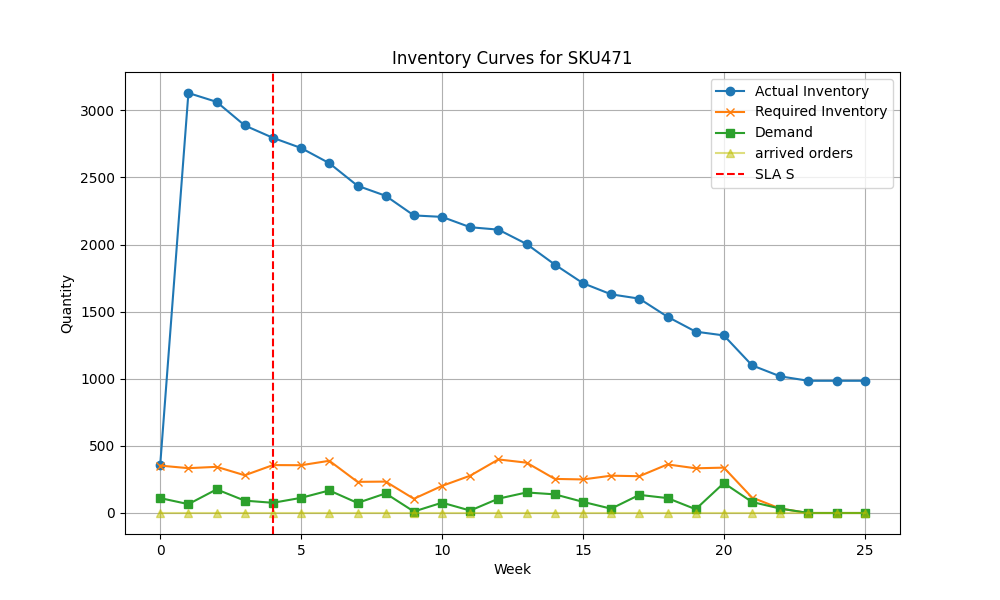 Inventory Curves for SKU471
Actual Inventory
Required Inventory
Demand
arrived orders
SLA S
Quantity
3000
2500
2000
1500
1000
500
0
0 5 10 15 20 25
Week